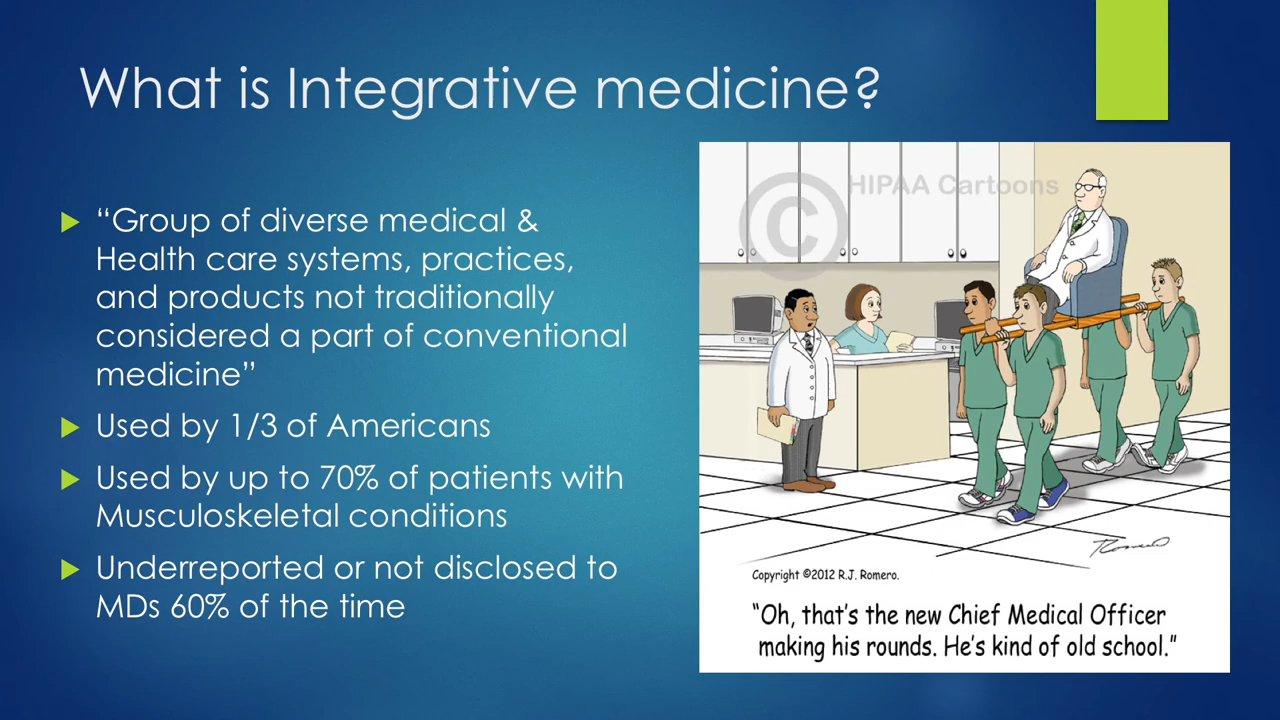 What is Integrative medicine?
“Group of diverse medical &
Health care systems, practices,
and products not traditionally
considered a part of conventional
medicine”
Used by 1/3 of Americans
Used by up to 70% of patients with
Musculoskeletal conditions
Underreported or not disclosed to
MDs 60% of the time
HIPAA Cartoons
©
Romero
Copyright ©2012 R.J. Romero.
“Oh, that’s the new Chief Medical Officer
making his rounds. He’s kind of old school.”